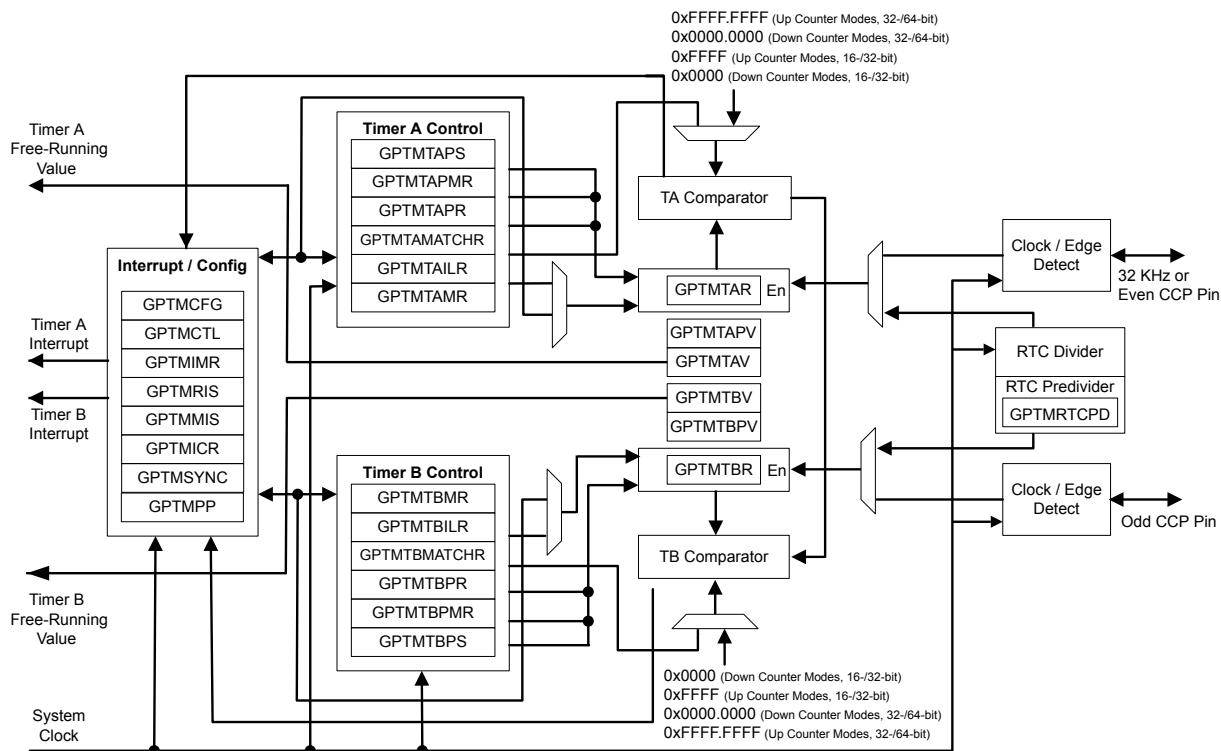 0xFFFF.FFFF (Up Counter Modes, 32-/64-bit)
0x0000.0000 (Down Counter Modes, 32-/64-bit)
0xFFFF (Up Counter Modes, 16-/32-bit)
0x0000 (Down Counter Modes, 16-/32-bit)
Timer A
Free-Running
Value
Timer A Control
GPTMTAPS
GPTMTAPMR
GPTMTAPR
GPTMTAMATCHR
GPTMTAILR
GPTMTAMR
TA Comparator
GPTMTAR
En
Clock / Edge
Detect
32 KHz or
Even CCP Pin
Interrupt / Config
GPTMCFG
GPTMCTL
GPTMIMR
GPTMRIS
GPTMMIS
GPTMICR
GPTMSYNC
GPTMPP
Timer A
Interrupt
Timer B
Interrupt
GPTMTAPV
GPTMTAV
GPTMTBV
GPTMTBPV
RTC Divider
RTC Predivider
GPTMRTCPD
Timer B Control
GPTMTBMR
GPTMTBILR
GPTMTBMATCHR
GPTMTBPR
GPTMTBPMR
GPTMTBPS
GPTMTBR
En
TB Comparator
Clock / Edge
Detect
Odd CCP Pin
Timer B
Free-Running
Value
0x0000 (Down Counter Modes, 16-/32-bit)
0xFFFF (Up Counter Modes, 16-/32-bit)
0x0000.0000 (Down Counter Modes, 32-/64-bit)
0xFFFF.FFFF (Up Counter Modes, 32-/64-bit)
System
Clock